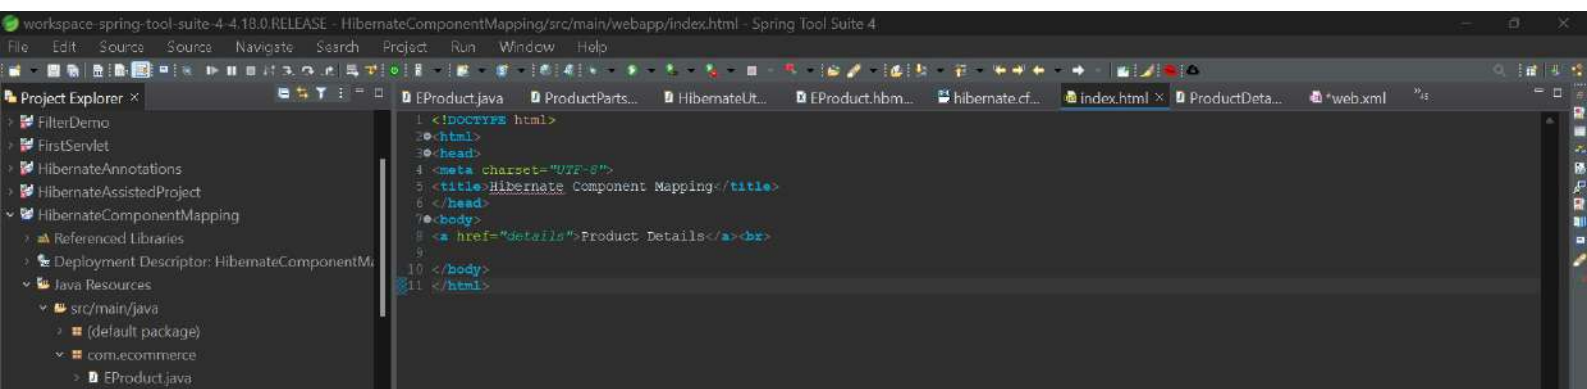 workspace-spring-tool-suite-4-4.18.0.RELEASE - HibernateComponentMapping/src/main/webapp/index.html - Spring Tool Suite 4
File Edit Source Source Navigate Search Project Run Window Help
Project Explorer
EProduct.java ProductParts... HibernateUt... EProduct.hbm... hibernate.cf... index.html ProductDeta... *web.xml
FilterDemo
FirstServlet
HibernateAnnotations
HibernateAssistedProject
HibernateComponentMapping
Referenced Libraries
Deployment Descriptor: HibernateComponentMa
Java Resources
src/main/java
(default package)
com.ecommerce
EProduct.java
1 <!DOCTYPE html>
2 <html>
3 <head>
4 <meta charset="UTF-8">
5 <title>Hibernate Component Mapping</title>
6 </head>
7 <body>
8 <a href="details">Product Details</a><br>
9
10 </body>
11 </html>